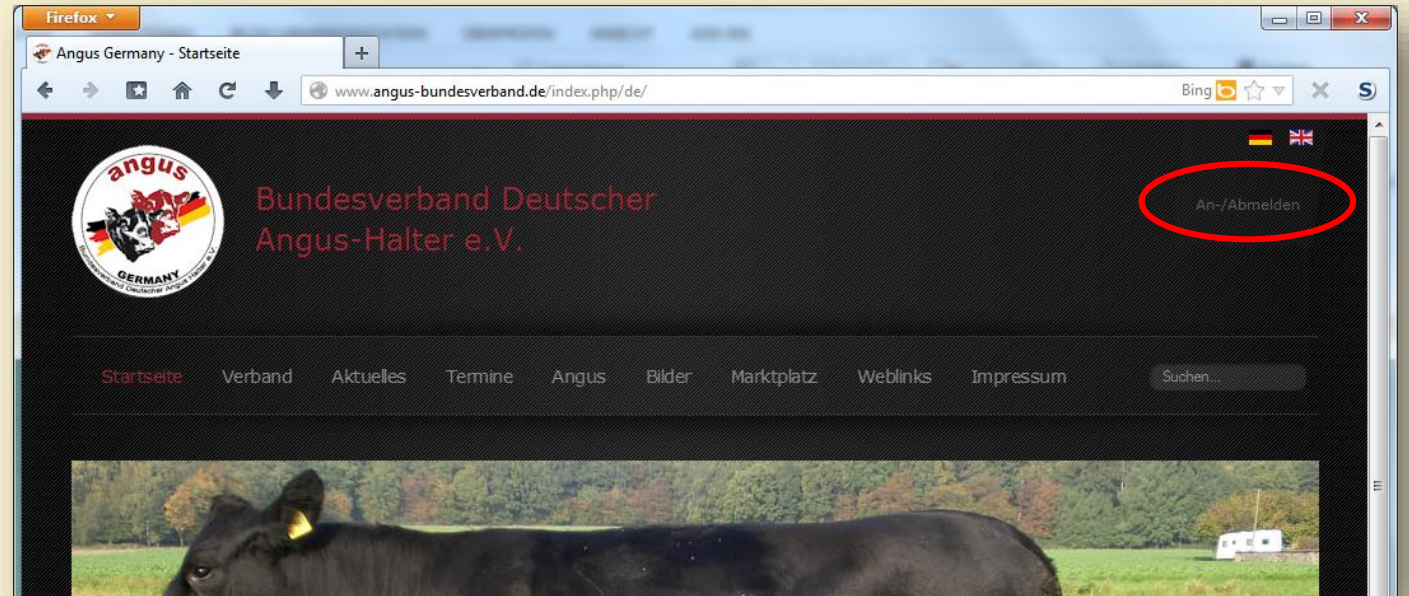 Firefox
Angus Germany - Startseite
www.angus-bundesverband.de/index.php/de/
Bing
S
angus
GERMANY
Bundesverband Deutscher Angus Halter e.V.
Bundesverband Deutscher
Angus-Halter e.V.
An-/Abmelden
Startseite Verband Aktuelles Termine Angus Bilder Marktplatz Weblinks Impressum Suchen...